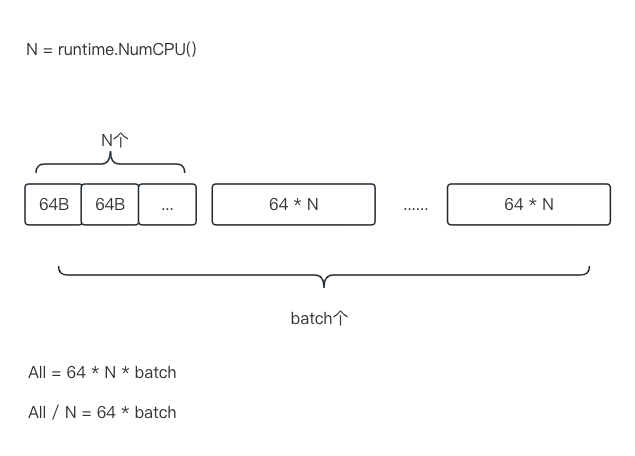 N = runtime.NumCPU()
N个
64B 64B ... 64 * N ...... 64 * N
batch个
All = 64 * N * batch
All / N = 64 * batch